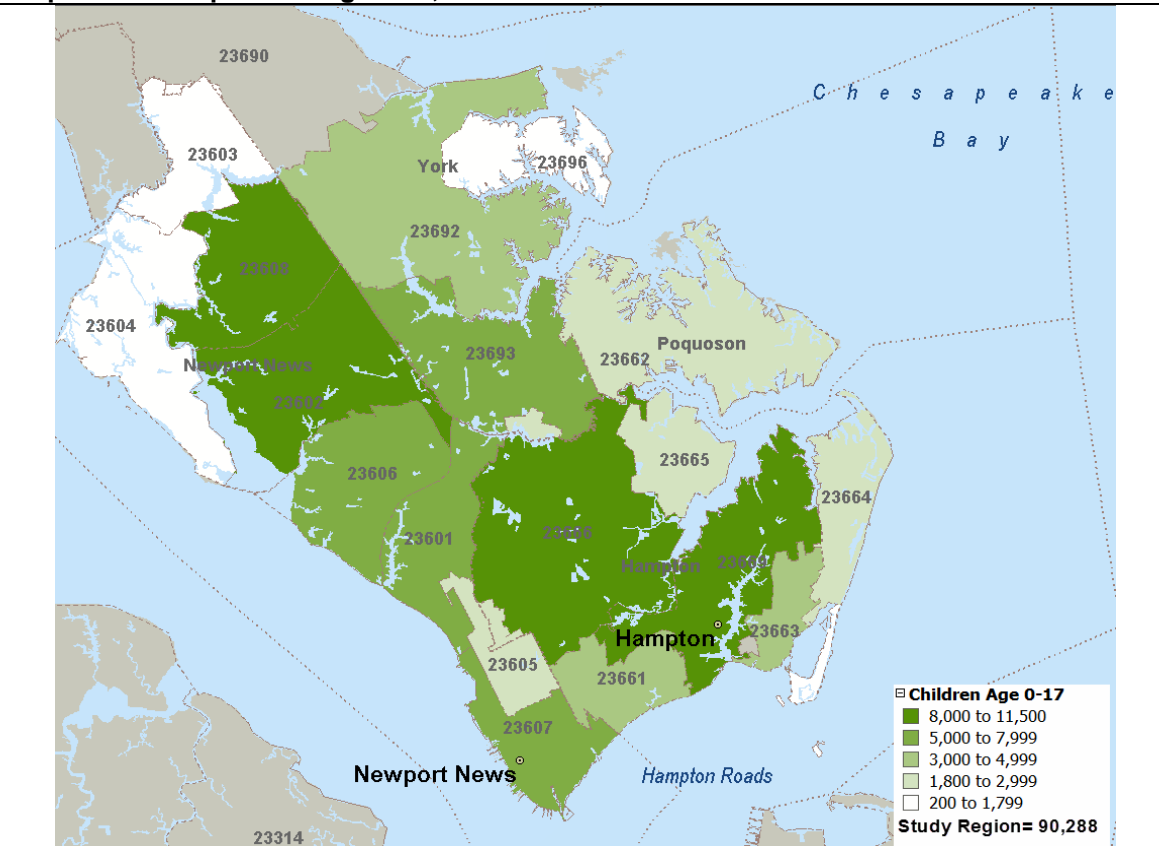 23690
C h e s a p e a k e
B a y
23603
York
23696
23692
23608
23604
Poquoson
23693
23662
Newport News
23602
23665
23606
23664
23666
23601
Hampton
23669
Hampton
23663
23605
23661
23607
Newport News
Hampton Roads
23314
Children Age 0-17
8,000 to 11,500
5,000 to 7,999
3,000 to 4,999
1,800 to 2,999
200 to 1,799
Study Region= 90,288